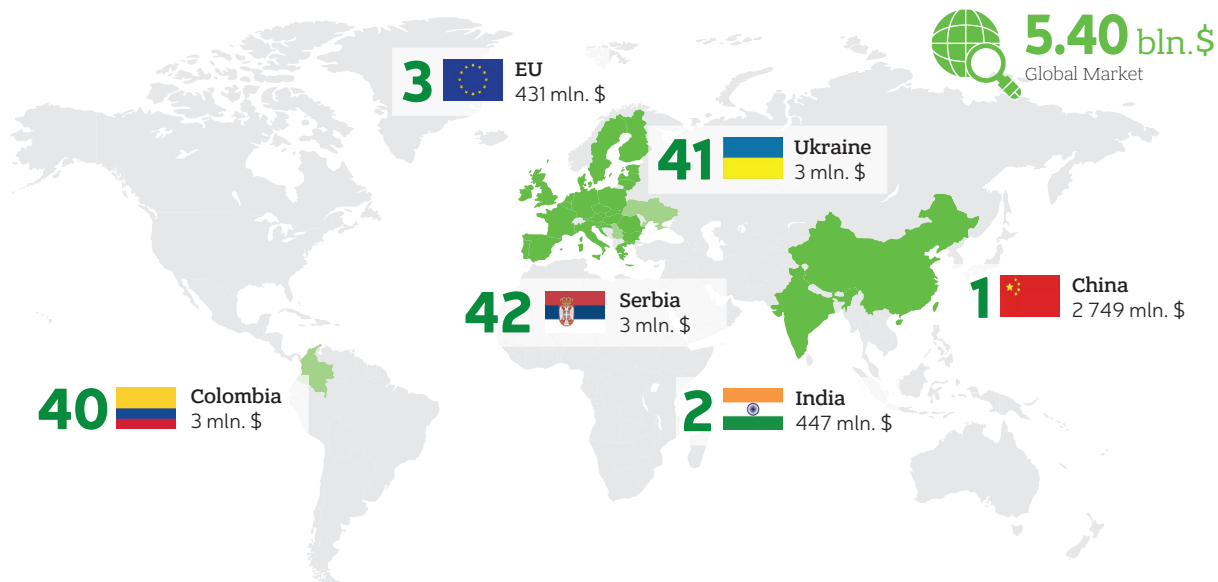 5.40 bln.$
Global Market
3
EU
431 mln. $
41
Ukraine
3 mln. $
1
China
2 749 mln. $
42
Serbia
3 mln. $
40
Colombia
3 mln. $
2
India
447 mln. $